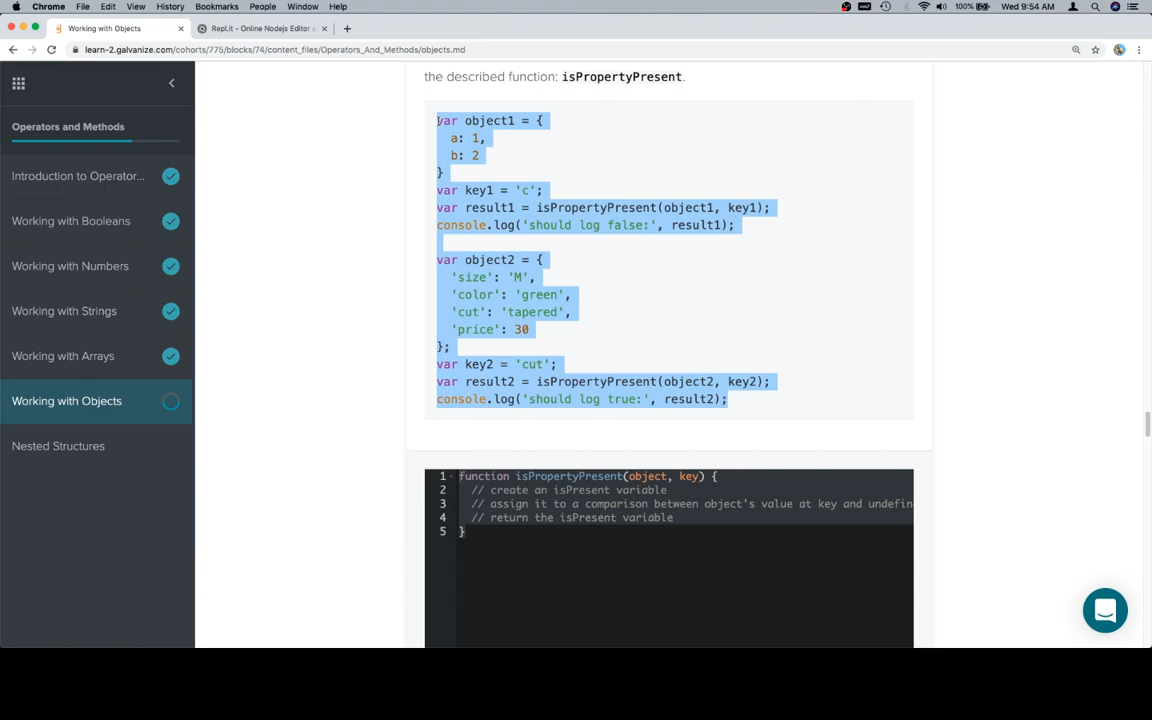 Chrome File Edit View History Bookmarks People Window Help 100% Wed 9:54 AM
Working with Objects
Repl.it - Online Nodejs Editor
learn-2.galvanize.com/cohorts/775/blocks/74/content_files/Operators_And_Methods/objects.md
Operators and Methods
Introduction to Operator...
Working with Booleans
Working with Numbers
Working with Strings
Working with Arrays
Working with Objects
Nested Structures
the described function: isPropertyPresent.
var object1 = {
a: 1,
b: 2
}
var key1 = 'c';
var result1 = isPropertyPresent(object1, key1);
console.log('should log false:', result1);
var object2 = {
'size': 'M',
'color': 'green',
'cut': 'tapered',
'price': 30
};
var key2 = 'cut';
var result2 = isPropertyPresent(object2, key2);
console.log('should log true:', result2);
1 function isPropertyPresent(object, key) {
2 // create an isPresent variable
3 // assign it to a comparison between object's value at key and undefin
4 // return the isPresent variable
5 }